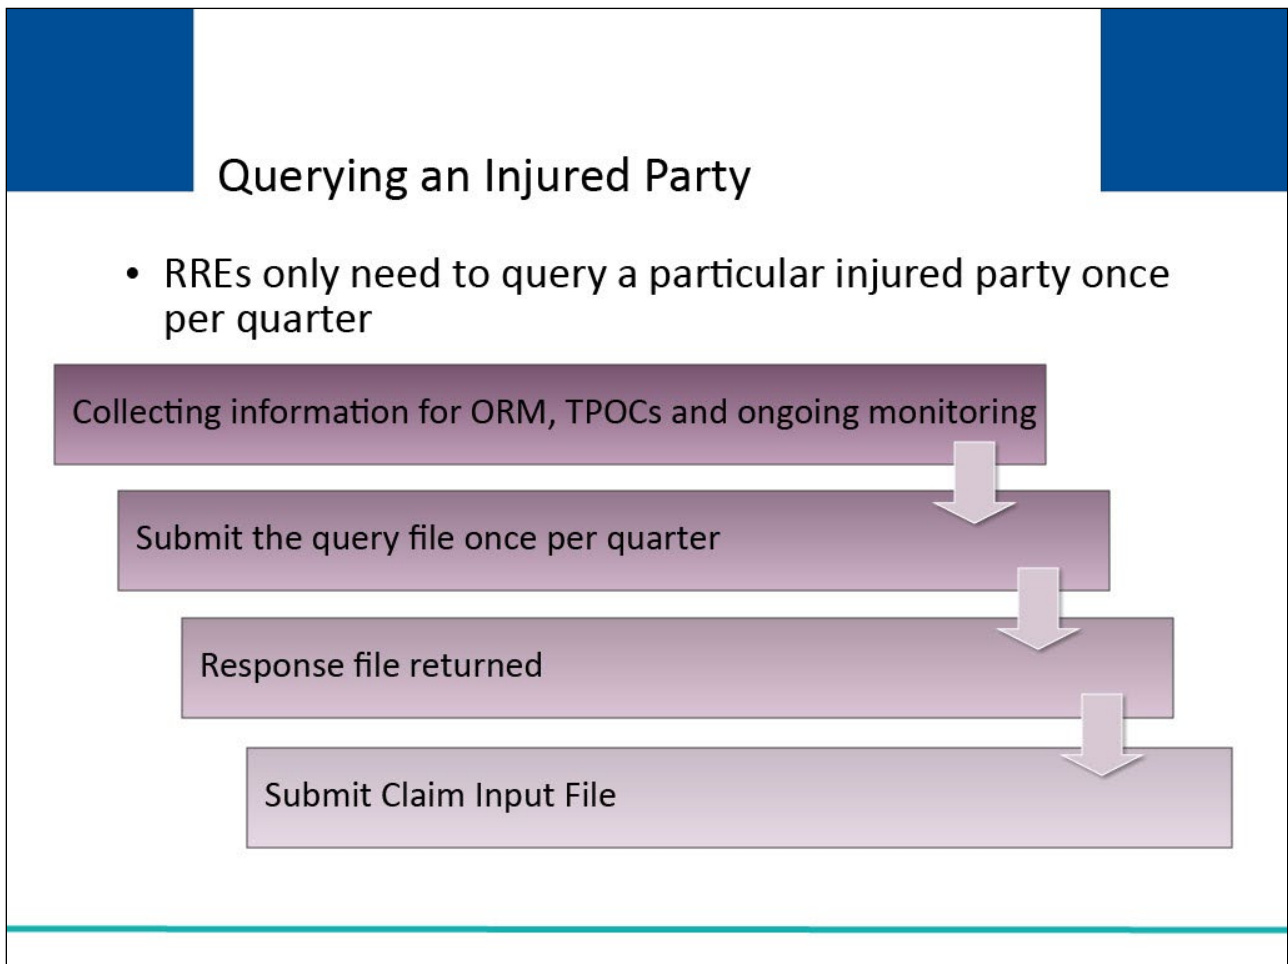 Querying an Injured Party
• RREs only need to query a particular injured party once
per quarter
Collecting information for ORM, TPOCs and ongoing monitoring
Submit the query file once per quarter
Response file returned
Submit Claim Input File